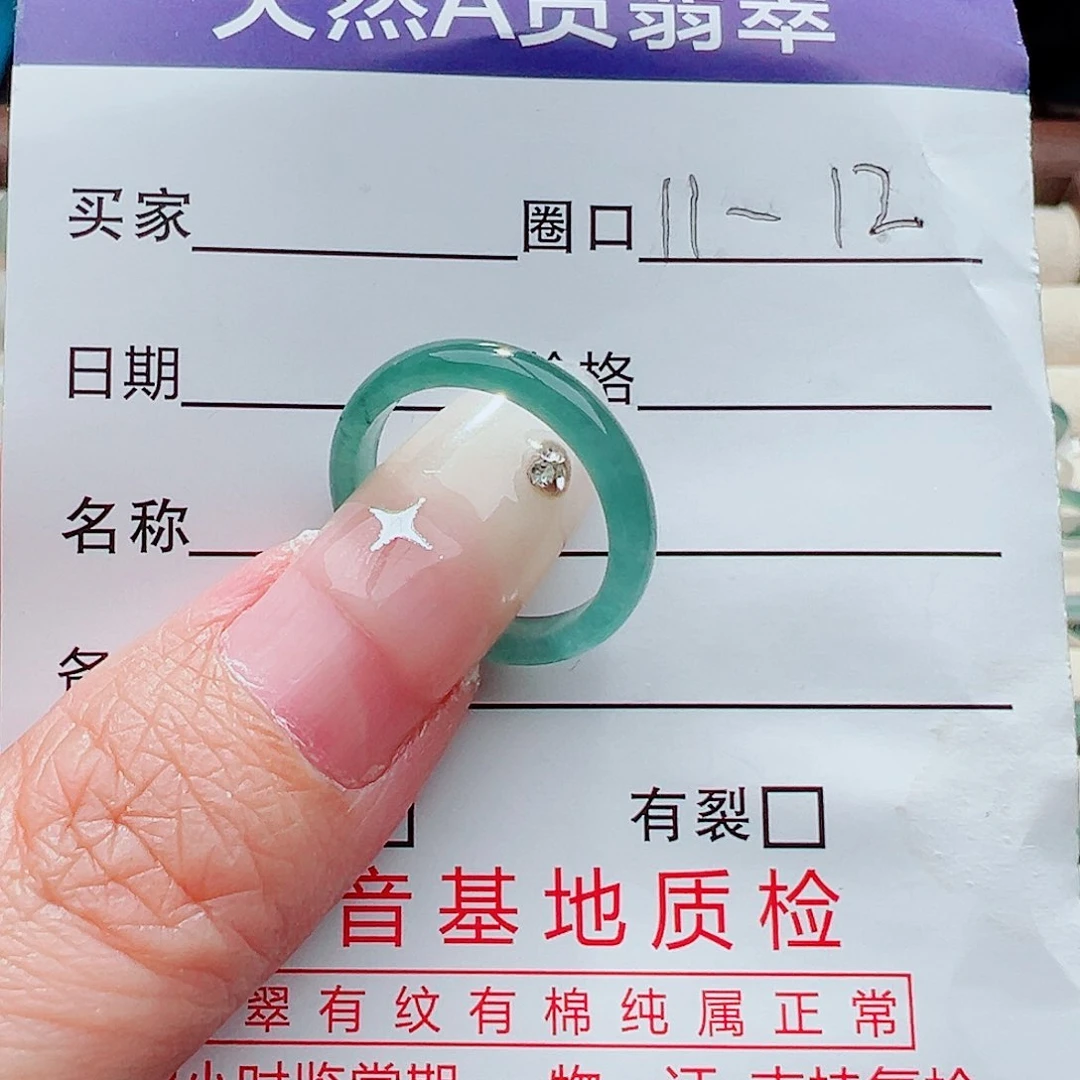 天然A货翡翠
买家 圈口 11-12
日期 价格
名称
有裂
音基地质检
翠有纹有棉纯属正常